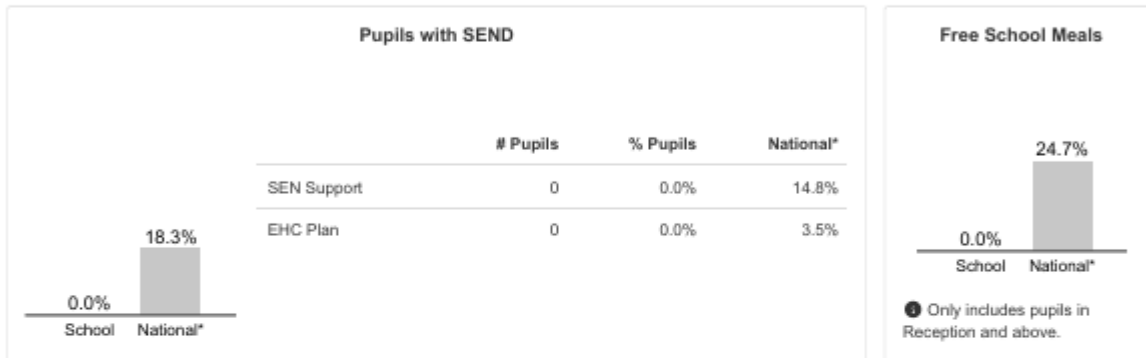 Pupils with SEND
# Pupils % Pupils National*
SEN Support 0 0.0% 14.8%
EHC Plan 0 0.0% 3.5%
18.3%
0.0%
School National*
Free School Meals
24.7%
0.0%
School National*
Only includes pupils in
Reception and above.